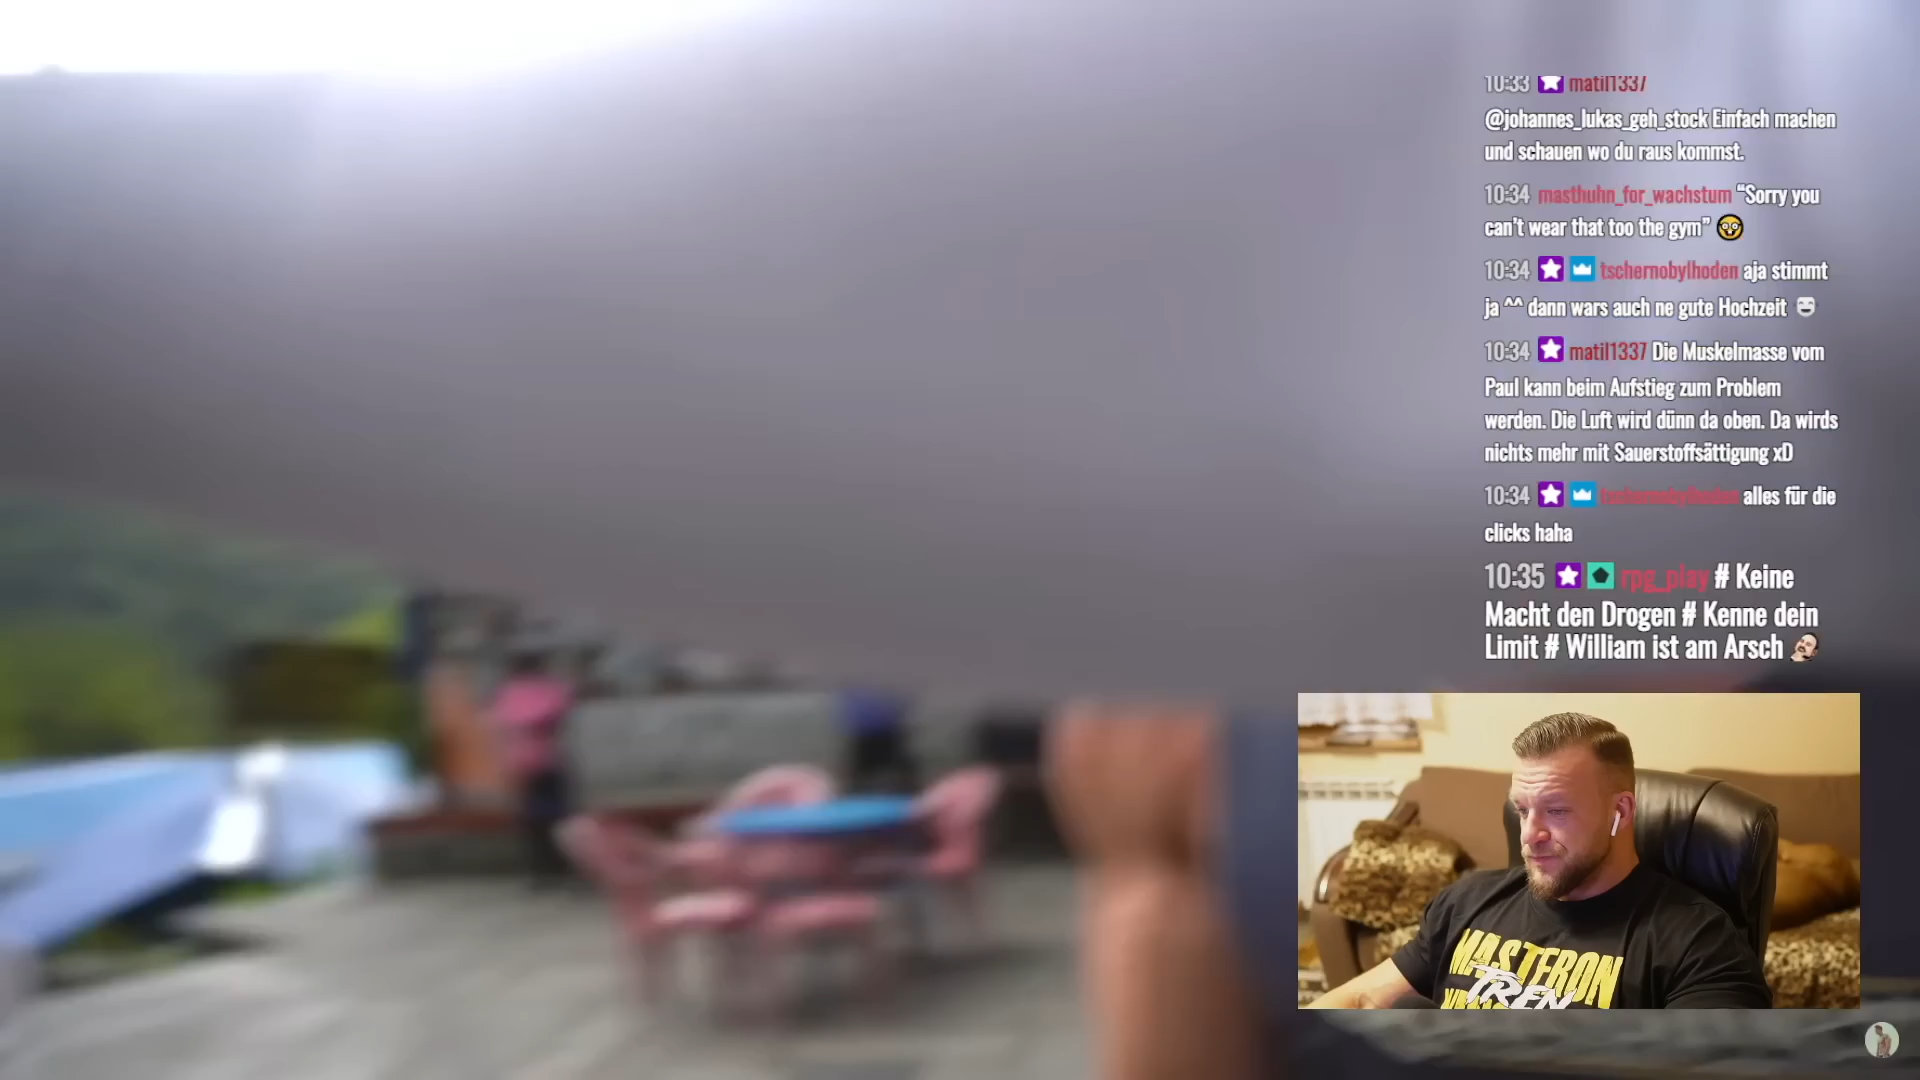 10:33 matil1337
@johannes_lukas_geh_stock Einfach machen
und schauen wo du raus kommst.
10:34 masthuhn_for_wachstum “Sorry you
can't wear that too the gym”
10:34 tschernobylhoden aja stimmt
ja ^^ dann wars auch ne gute Hochzeit
10:34 matil1337 Die Muskelmasse vom
Paul kann beim Aufstieg zum Problem
werden. Die Luft wird dünn da oben. Da wirds
nichts mehr mit Sauerstoffsättigung xD
10:34 tschernobylhoden alles für die
clicks haha
10:35 rpg_play # Keine
Macht den Drogen # Kenne dein
Limit # William ist am Arsch
MASTERON
TREN